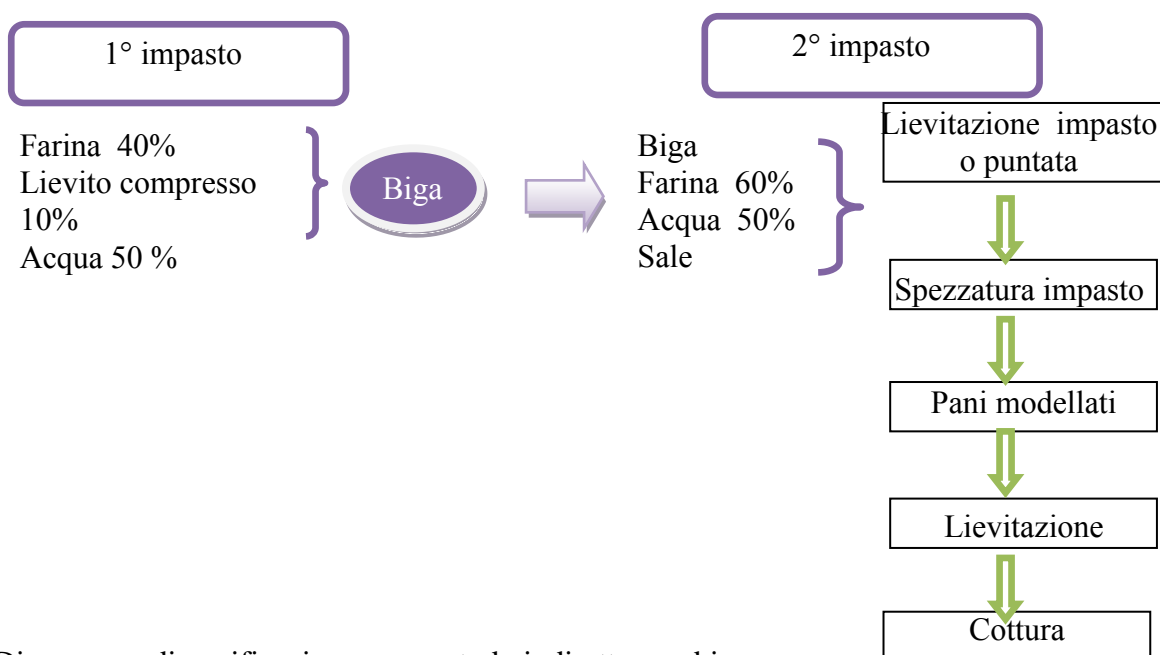 1° impasto
Farina 40%
Lievito compresso
10%
Acqua 50 %
Biga
2° impasto
Biga
Farina 60%
Acqua 50%
Sale
Lievitazione impasto
o puntata
Spezzatura impasto
Pani modellati
Lievitazione
Cottura